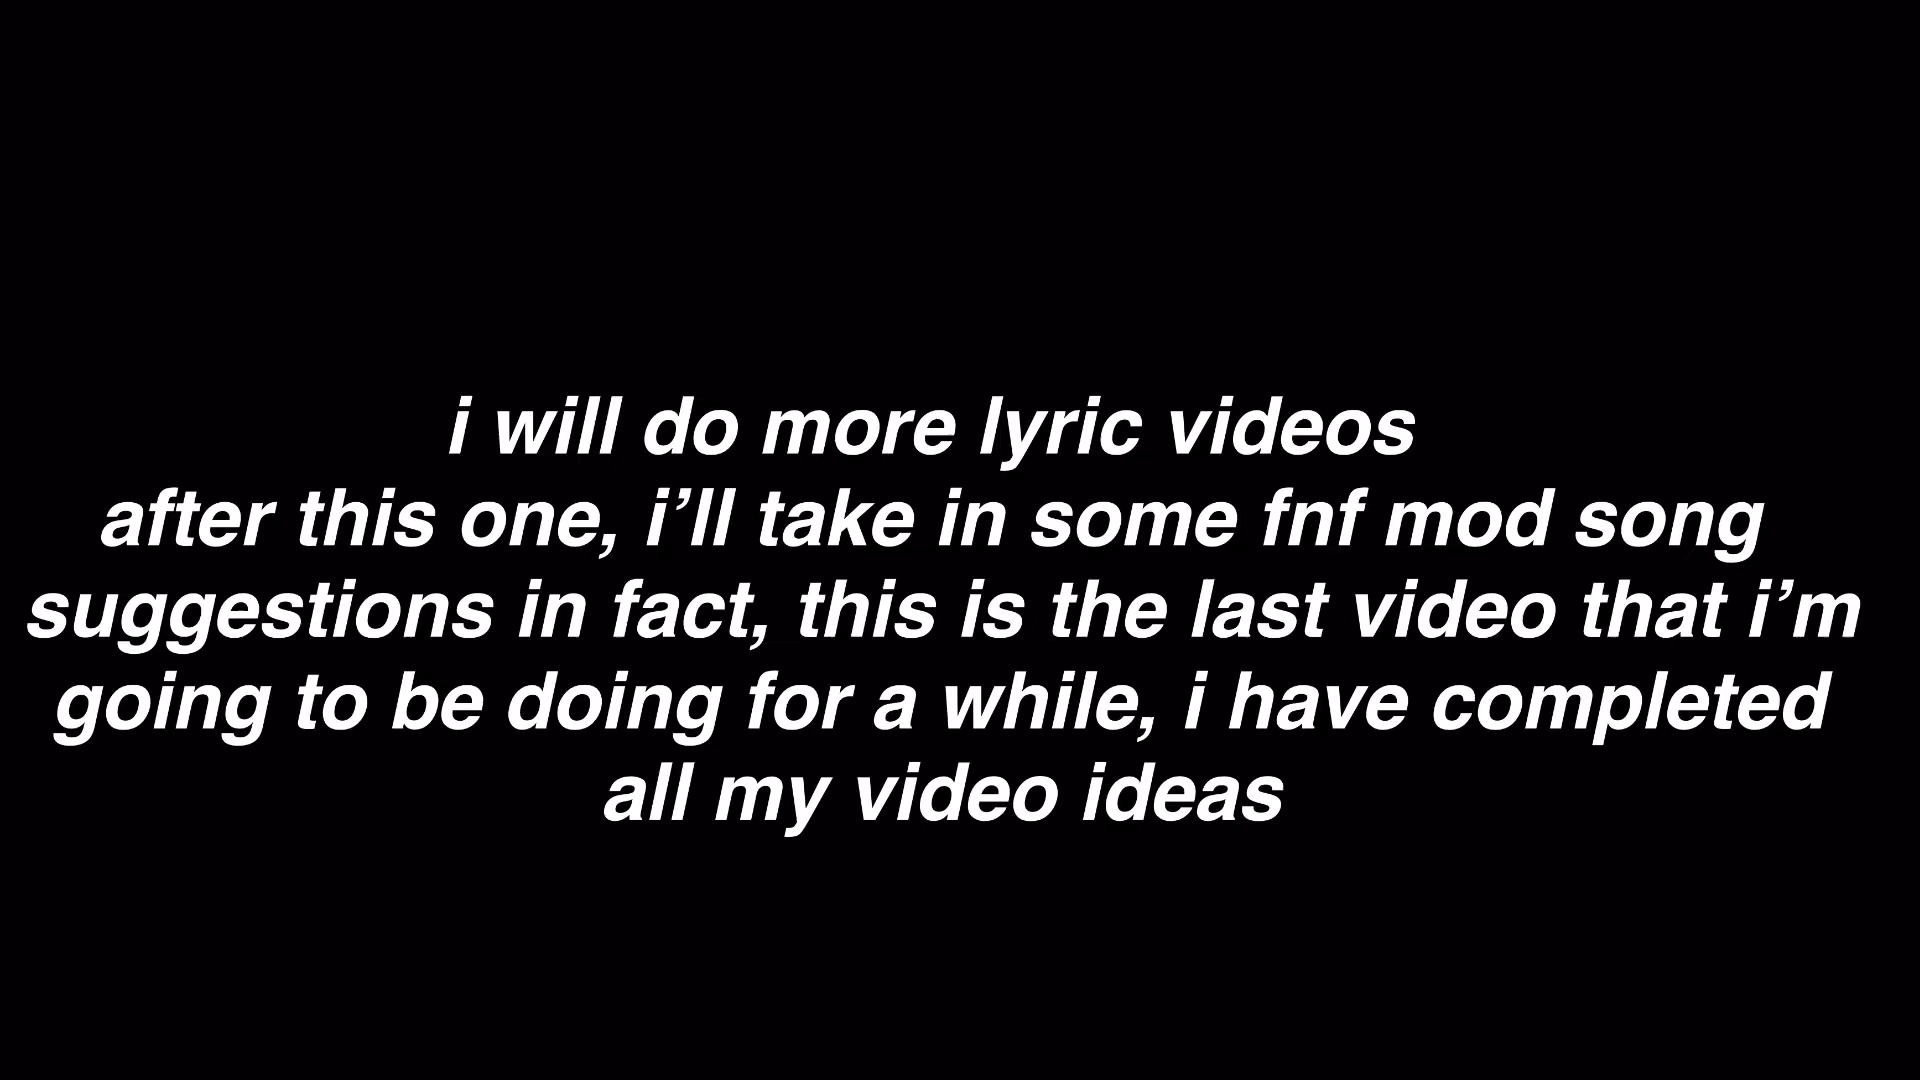 i will do more lyric videos
after this one, i’ll take in some fnf mod song
suggestions in fact, this is the last video that i’m
going to be doing for a while, i have completed
all my video ideas